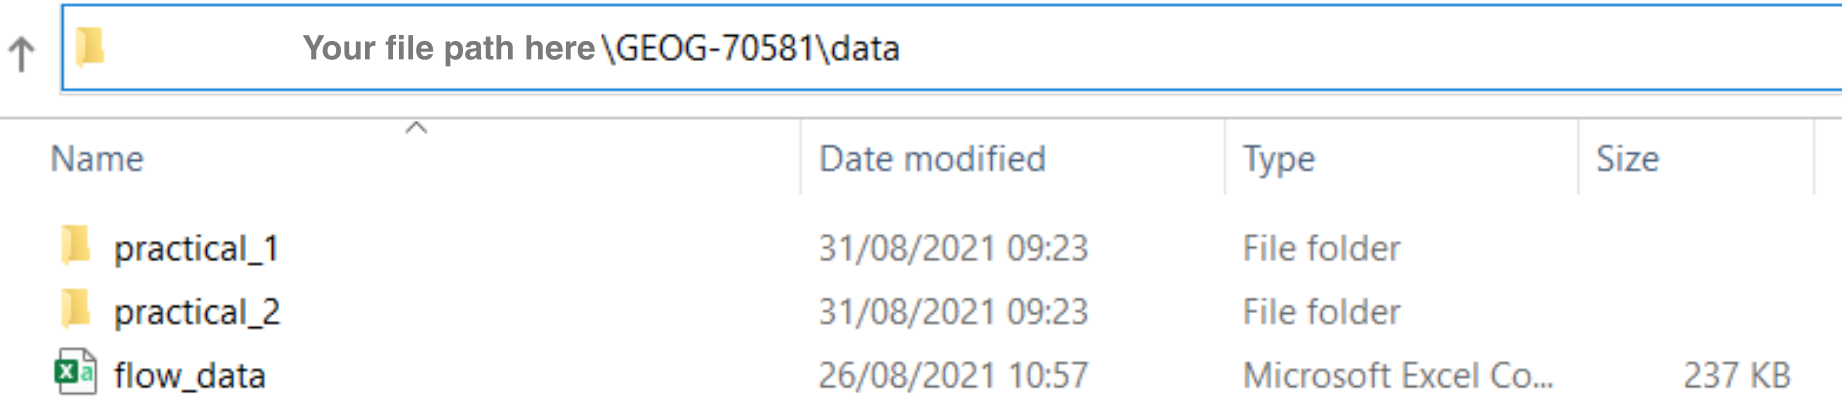 Your file path here\GEOG-70581\data
Name Date modified Type Size
practical_1 31/08/2021 09:23 File folder
practical_2 31/08/2021 09:23 File folder
flow_data 26/08/2021 10:57 Microsoft Excel Co... 237 KB